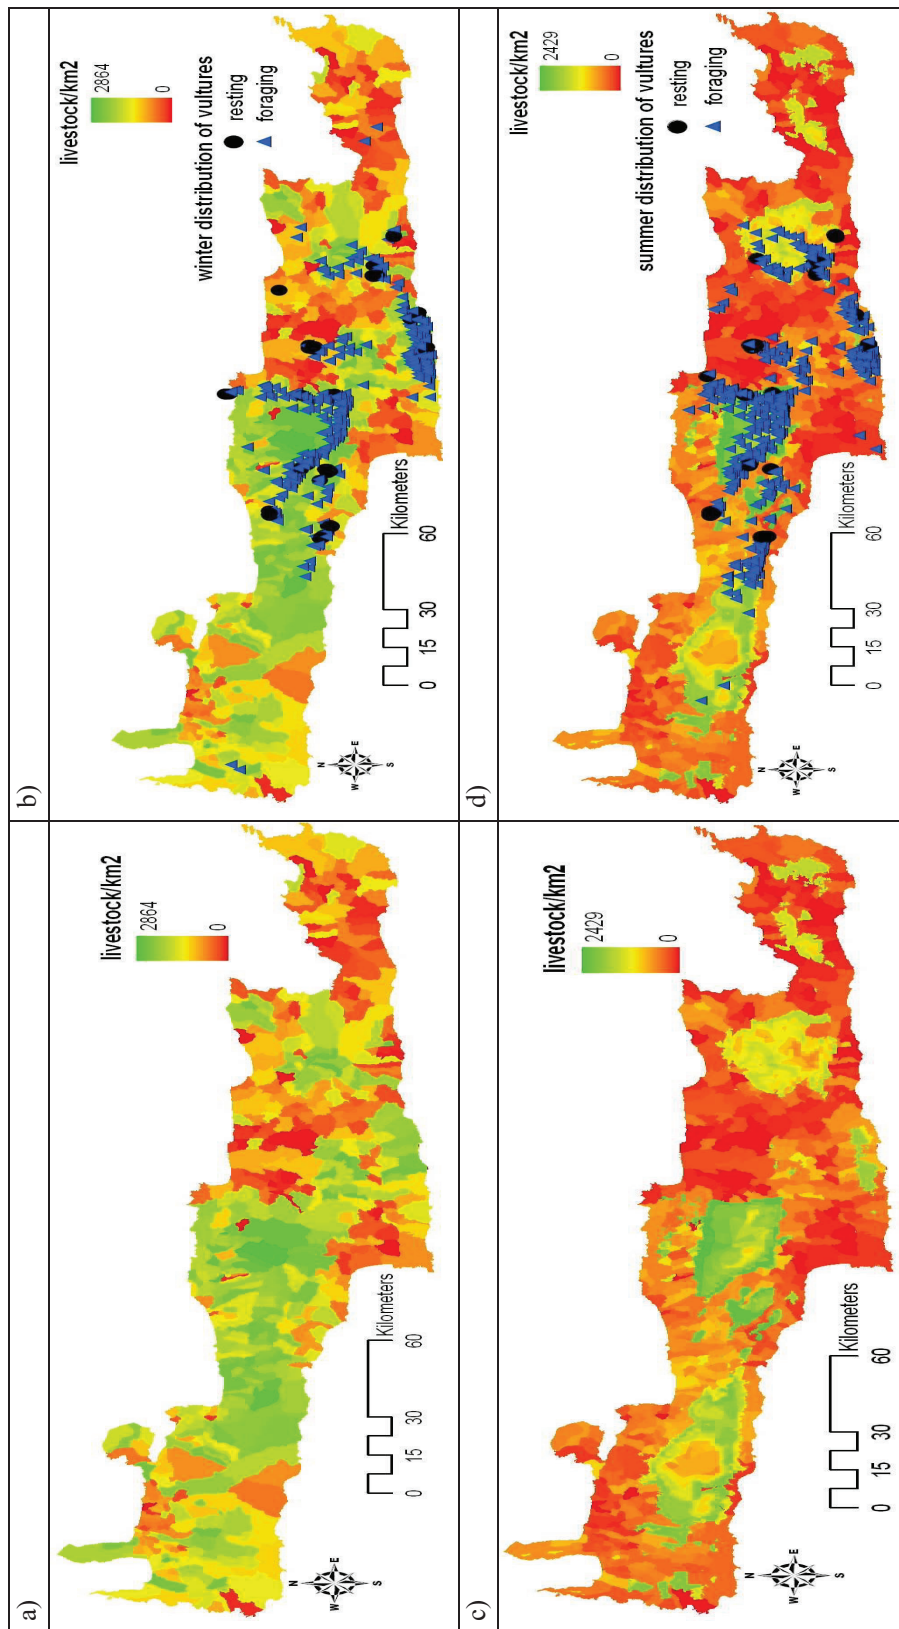 a)
livestock/km2
2864
0
N
W
E
S
0 15 30 60
Kilometers
b)
livestock/km2
2864
0
winter distribution of vultures
resting
foraging
N
W
E
S
0 15 30 60
Kilometers
c)
livestock/km2
2429
0
N
W
E
S
0 15 30 60
Kilometers
d)
livestock/km2
2429
0
summer distribution of vultures
resting
foraging
N
W
E
S
0 15 30 60
Kilometers